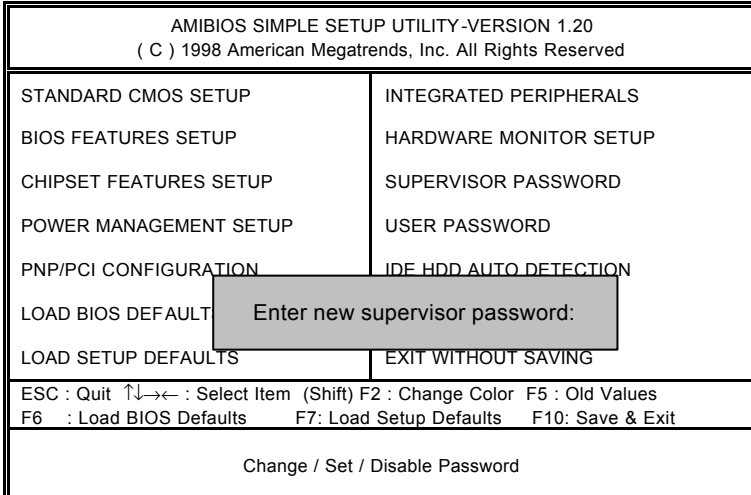 AMIBIOS SIMPLE SETUP UTILITY-VERSION 1.20
( C ) 1998 American Megatrends, Inc. All Rights Reserved
STANDARD CMOS SETUP
BIOS FEATURES SETUP
CHIPSET FEATURES SETUP
POWER MANAGEMENT SETUP
PNP/PCI CONFIGURATION
LOAD BIOS DEFAULT
LOAD SETUP DEFAULTS
INTEGRATED PERIPHERALS
HARDWARE MONITOR SETUP
SUPERVISOR PASSWORD
USER PASSWORD
IDE HDD AUTO DETECTION
EXIT WITHOUT SAVING
Enter new supervisor password:
ESC : Quit ↑↓→← : Select Item (Shift) F2 : Change Color F5 : Old Values
F6 : Load BIOS Defaults F7: Load Setup Defaults F10: Save & Exit
Change / Set / Disable Password